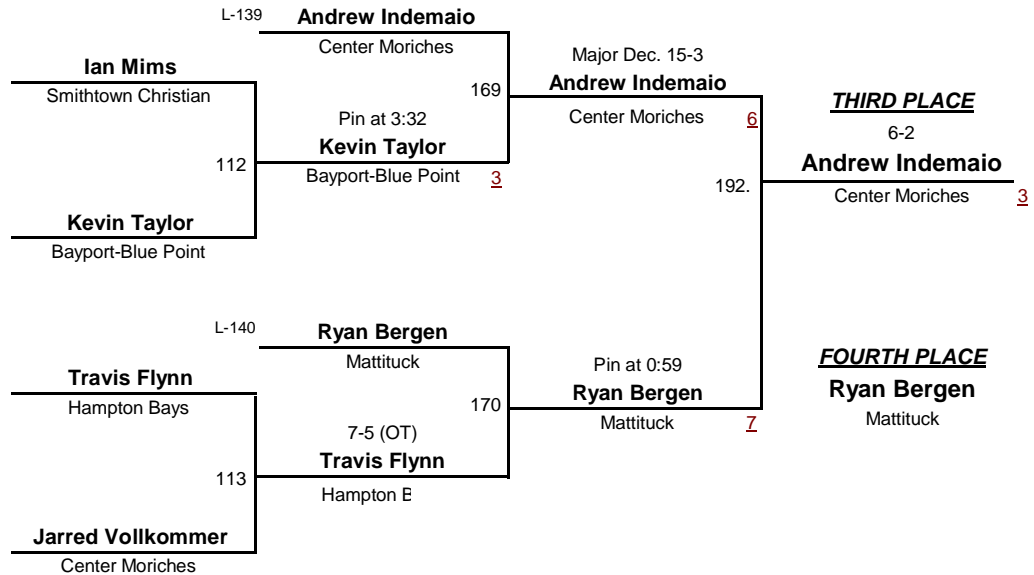 L-139
Andrew Indemaio
Center Moriches
Ian Mims
Smithtown Christian
112
Pin at 3:32
Kevin Taylor
Bayport-Blue Point 3
Kevin Taylor
Bayport-Blue Point
169
Major Dec. 15-3
Andrew Indemaio
Center Moriches 6
192.
THIRD PLACE
6-2
Andrew Indemaio
Center Moriches 3
L-140
Ryan Bergen
Mattituck
Travis Flynn
Hampton Bays
113
7-5 (OT)
Travis Flynn
Hampton B
Jarred Vollkommer
Center Moriches
170
Pin at 0:59
Ryan Bergen
Mattituck 7
FOURTH PLACE
Ryan Bergen
Mattituck